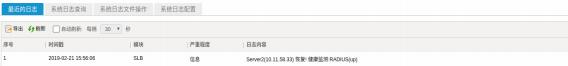 最近的日志 系统日志查询 系统日志文件操作 系统日志配置
导出 刷新 自动刷新 每隔 30 秒
序号 时间戳 模块 严重程度 日志内容
1 2019-02-21 15:56:06 SLB 信息 Server2(10.11.58.33) 恢复! 健康监测:RADIUS(up)